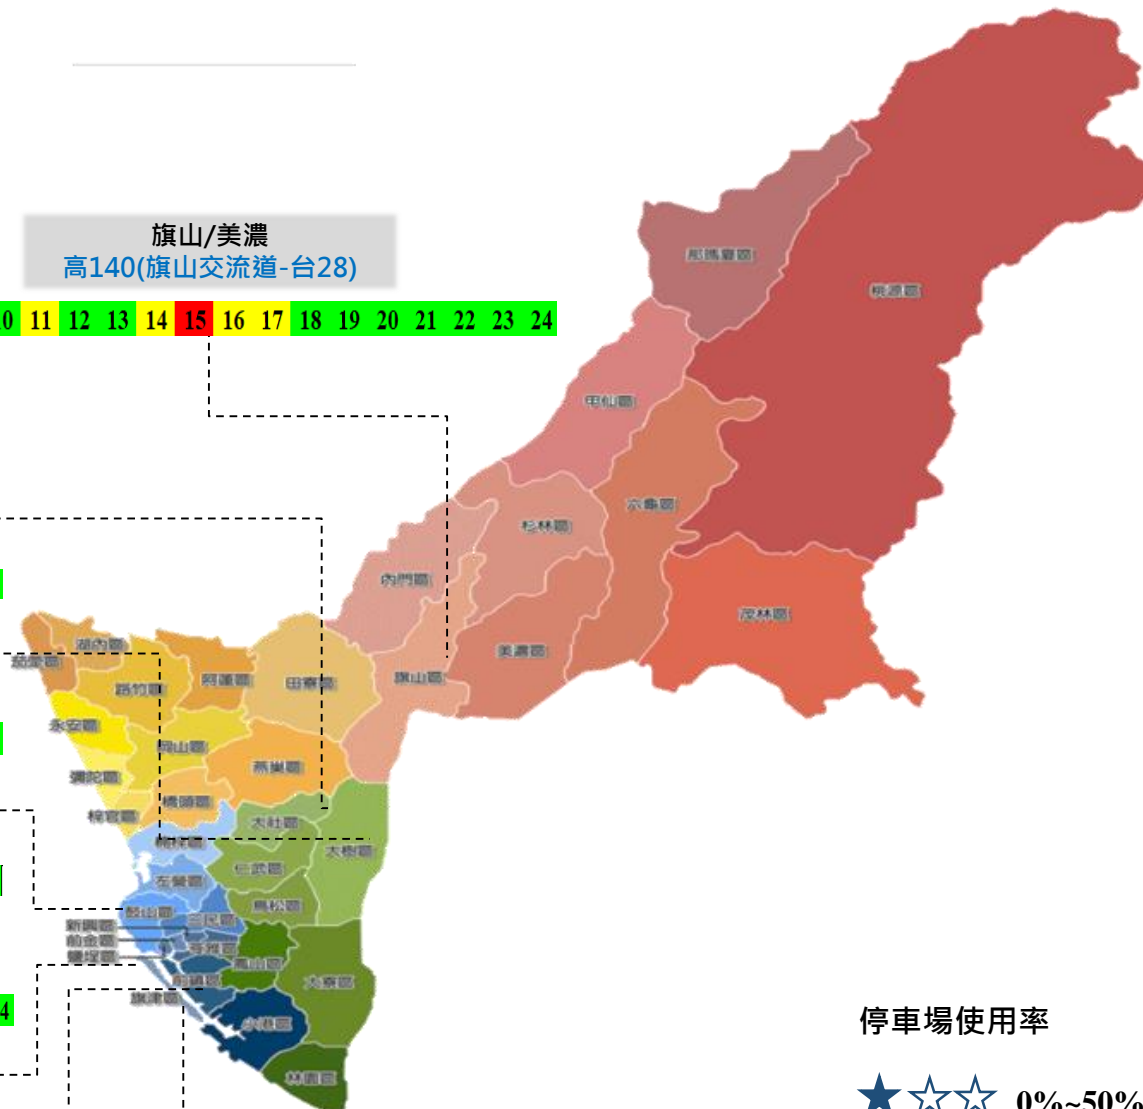 旗山/美濃
高140(旗山交流道-台28)
11 12 13 14 15 16 17 18 19 20 21 22 23 24
那瑪夏區
桃源區
甲仙區
六龜區
杉林區
內門區
茂林區
湖內區
美濃區
茄萣區
阿蓮區
田寮區
旗山區
路竹區
永安區
岡山區
燕巢區
彌陀區
橋頭區
梓官區
大社區
楠梓區
大樹區
仁武區
左營區
鳥松區
鼓山區
三民區
新興區
前金區
苓雅區
鹽埕區
鳳山區
前鎮區
大寮區
旗津區
小港區
停車場使用率
林園區
★☆☆ 0%~50%